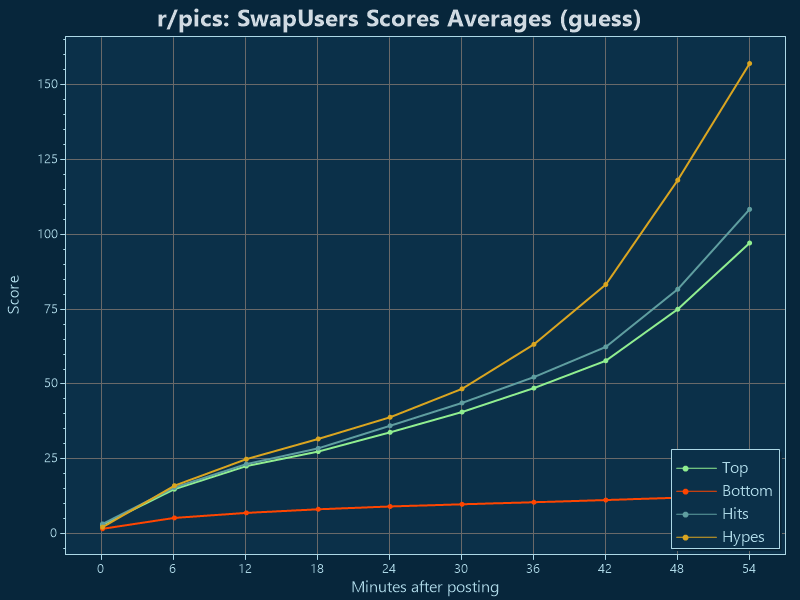 r/pics: SwapUsers Scores Averages (guess)
150
125
100
75
50
25
0
Score
0 6 12 18 24 30 36 42 48 54
Minutes after posting
Top
Bottom
Hits
Hypes